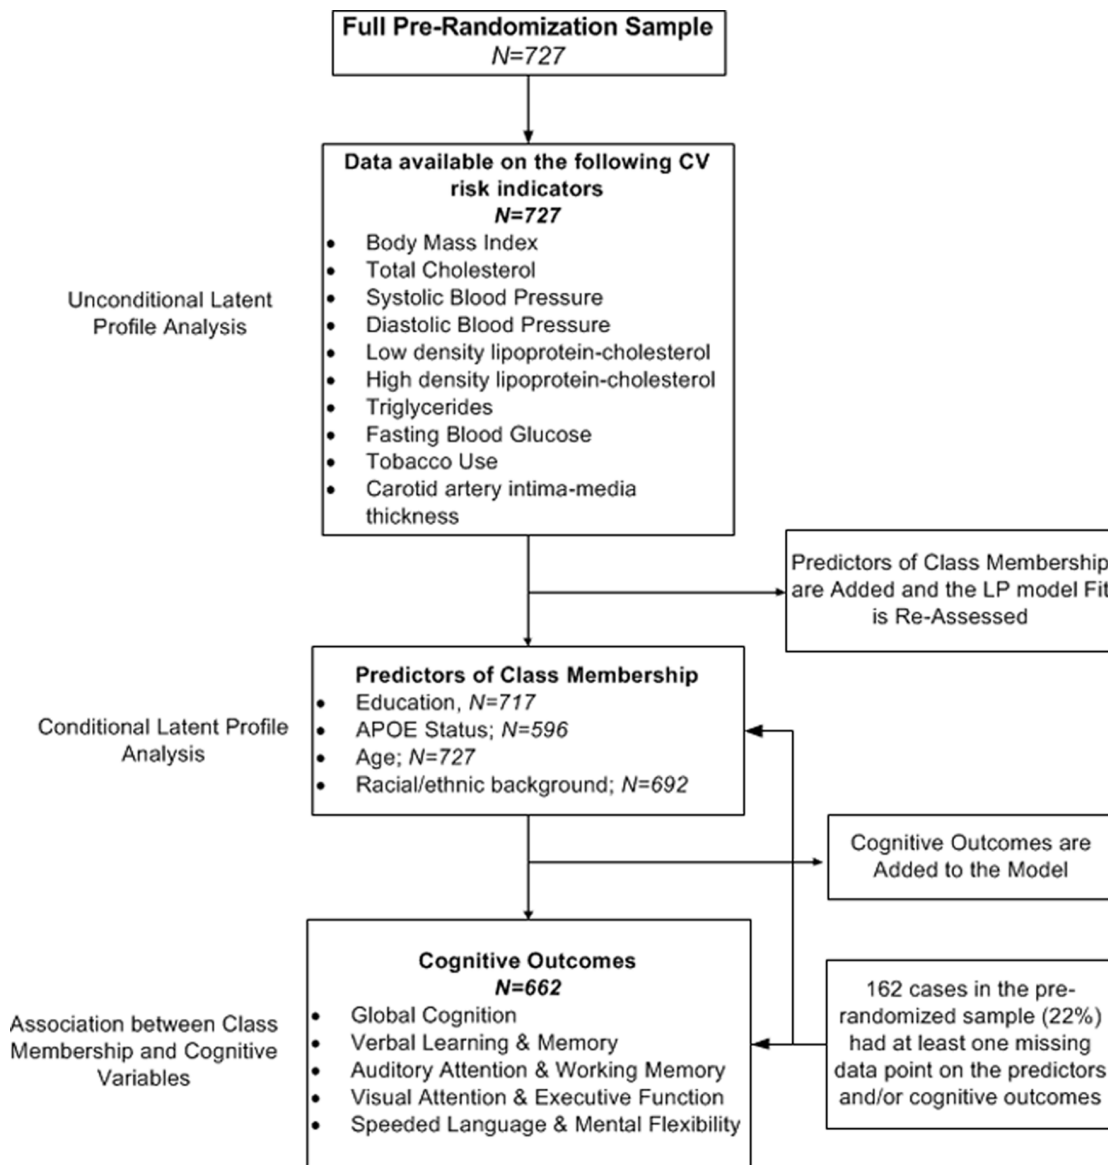 Full Pre-Randomization Sample
N=727
Data available on the following CV
risk indicators
N=727
• Body Mass Index
• Total Cholesterol
• Systolic Blood Pressure
• Diastolic Blood Pressure
• Low density lipoprotein-cholesterol
• High density lipoprotein-cholesterol
• Triglycerides
• Fasting Blood Glucose
• Tobacco Use
• Carotid artery intima-media
thickness
Unconditional Latent
Profile Analysis
Predictors of Class Membership
are Added and the LP model Fit
is Re-Assessed
Predictors of Class Membership
• Education, N=717
• APOE Status; N=596
• Age; N=727
• Racial/ethnic background; N=692
Conditional Latent Profile
Analysis
Cognitive Outcomes are
Added to the Model
Cognitive Outcomes
N=662
• Global Cognition
• Verbal Learning & Memory
• Auditory Attention & Working Memory
• Visual Attention & Executive Function
• Speeded Language & Mental Flexibility
Association between Class
Membership and Cognitive
Variables
162 cases in the pre-
randomized sample (22%)
had at least one missing
data point on the predictors
and/or cognitive outcomes